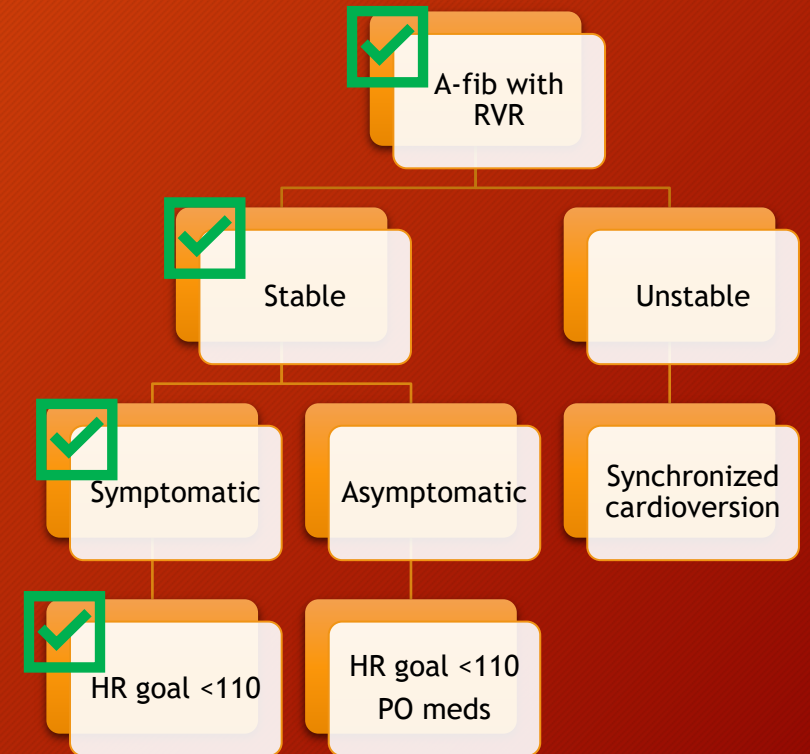 A-fib with
RVR
Stable
Unstable
Symptomatic
Asymptomatic
Synchronized
cardioversion
HR goal <110
HR goal <110
PO meds